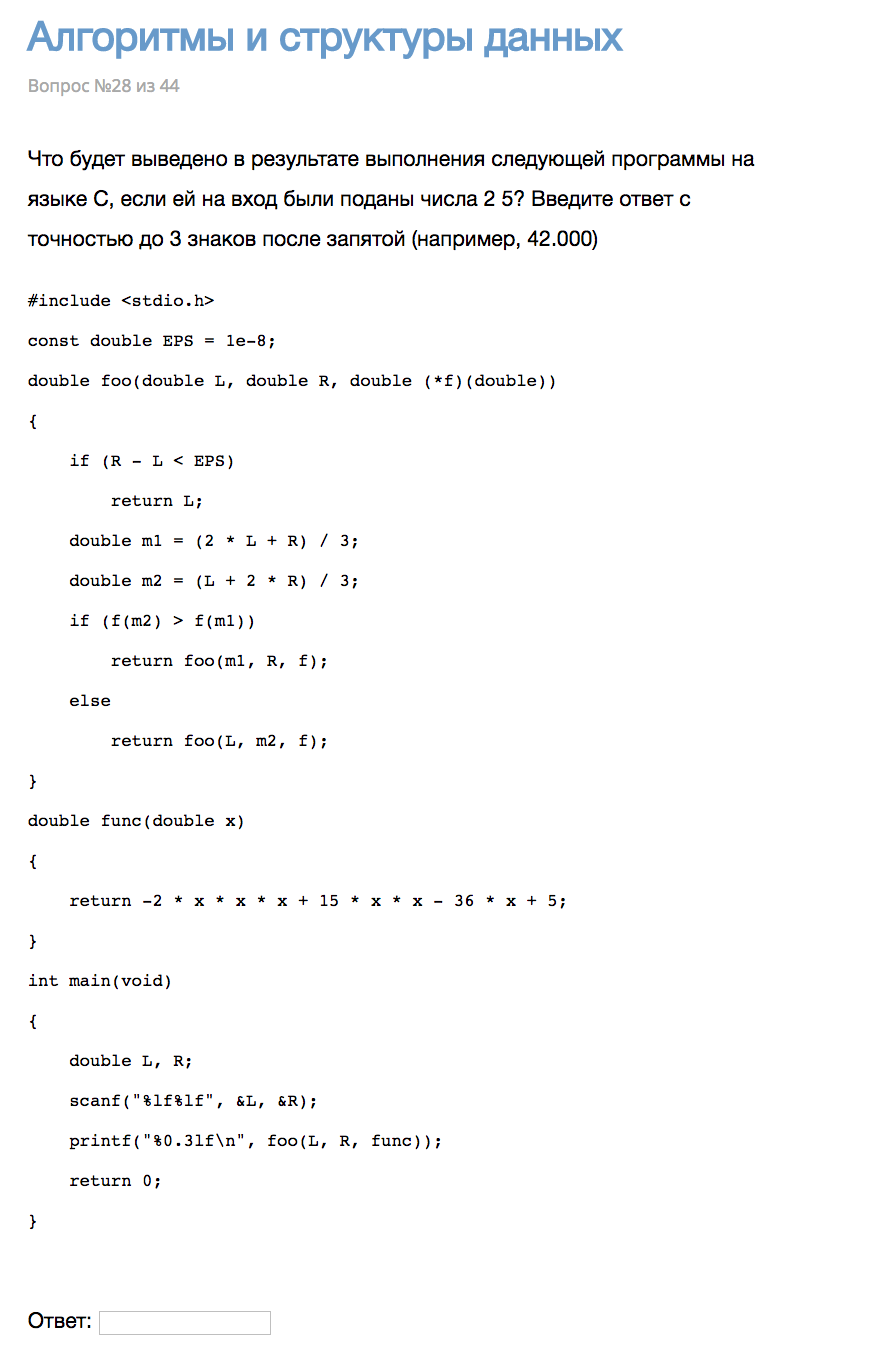 Алгоритмы и структуры данных
Вопрос №28 из 44
Что будет выведено в результате выполнения следующей программы на
языке C, если ей на вход были поданы числа 2 5? Введите ответ с
точностью до 3 знаков после запятой (например, 42.000)
#include <stdio.h>
const double EPS = 1e-8;
double foo(double L, double R, double (*f)(double))
{
    if (R - L < EPS)
        return L;
    double m1 = (2 * L + R) / 3;
    double m2 = (L + 2 * R) / 3;
    if (f(m2) > f(m1))
        return foo(m1, R, f);
    else
        return foo(L, m2, f);
}
double func(double x)
{
    return -2 * x * x * x + 15 * x * x - 36 * x + 5;
}
int main(void)
{
    double L, R;
    scanf("%lf%lf", &L, &R);
    printf("%0.3lf\n", foo(L, R, func));
    return 0;
}
Ответ: